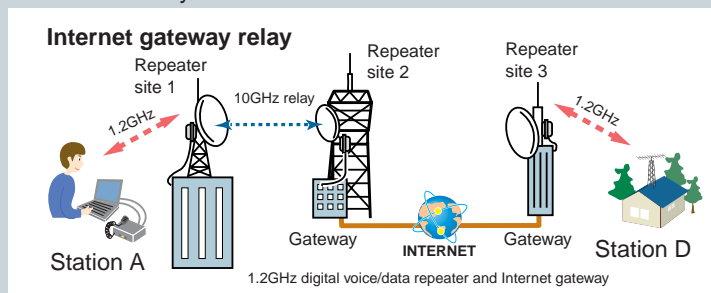 Internet gateway relay
Repeater
site 1
Repeater
site 2
Repeater
site 3
1.2GHz
10GHz relay
1.2GHz
Station A
Gateway
INTERNET
Gateway
Station D
1.2GHz digital voice/data repeater and Internet gateway